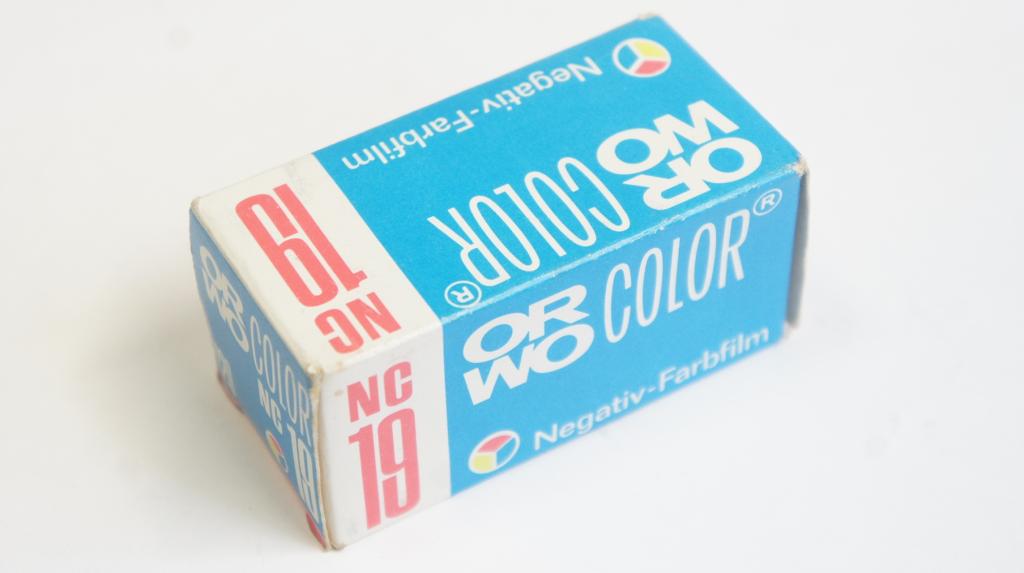 Negativ-Farbfilm
OR
WO COLOR®
NC
19
NC
19
OR
WO COLOR®
Negativ-Farbfilm
OR
WO
COLOR
NC
19